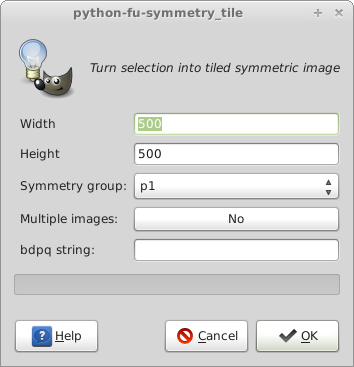 python-fu-symmetry_tile
Turn selection into tiled symmetric image
Width 500
Height 500
Symmetry group: p1
Multiple images: No
bdpq string:
Help Cancel OK